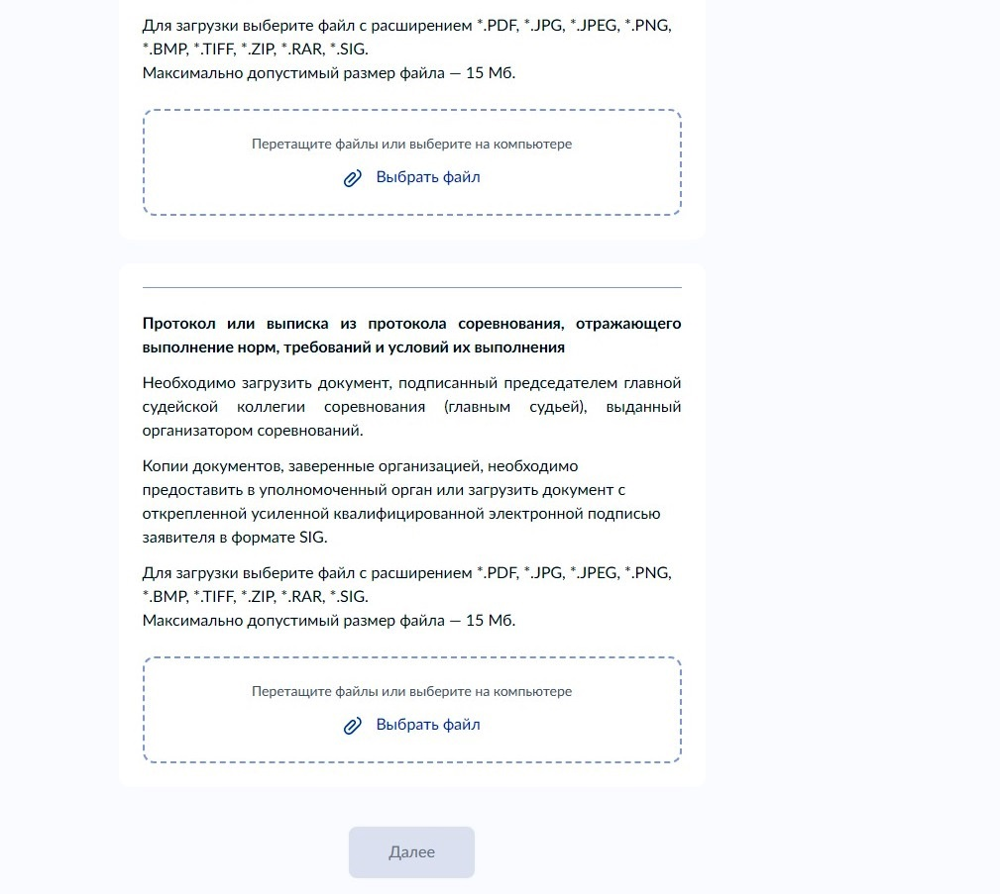 Для загрузки выберите файл с расширением *.PDF, *.JPG, *.JPEG, *.PNG,
*.BMP, *.TIFF, *.ZIP, *.RAR, *.SIG.
Максимально допустимый размер файла — 15 Мб.
Перетащите файлы или выберите на компьютере
Выбрать файл
Протокол или выписка из протокола соревнования, отражающего
выполнение норм, требований и условий их выполнения
Необходимо загрузить документ, подписанный председателем главной
судейской коллегии соревнования (главным судьей), выданный
организатором соревнований.
Копии документов, заверенные организацией, необходимо
предоставить в уполномоченный орган или загрузить документ с
открепленной усиленной квалифицированной электронной подписью
заявителя в формате SIG.
Для загрузки выберите файл с расширением *.PDF, *.JPG, *.JPEG, *.PNG,
*.BMP, *.TIFF, *.ZIP, *.RAR, *.SIG.
Максимально допустимый размер файла — 15 Мб.
Перетащите файлы или выберите на компьютере
Выбрать файл
Далее